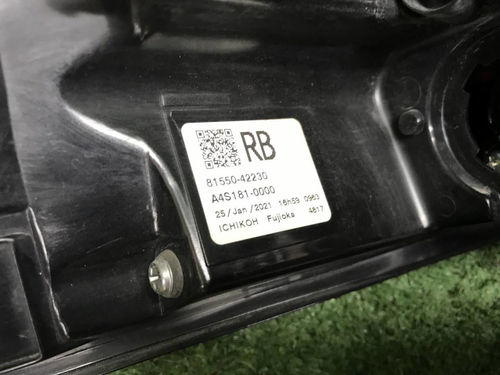 RB
81550-42230
A4S181-0000
25/Jan/2021 16h59 0963
ICHIKOH Fujioka 4817